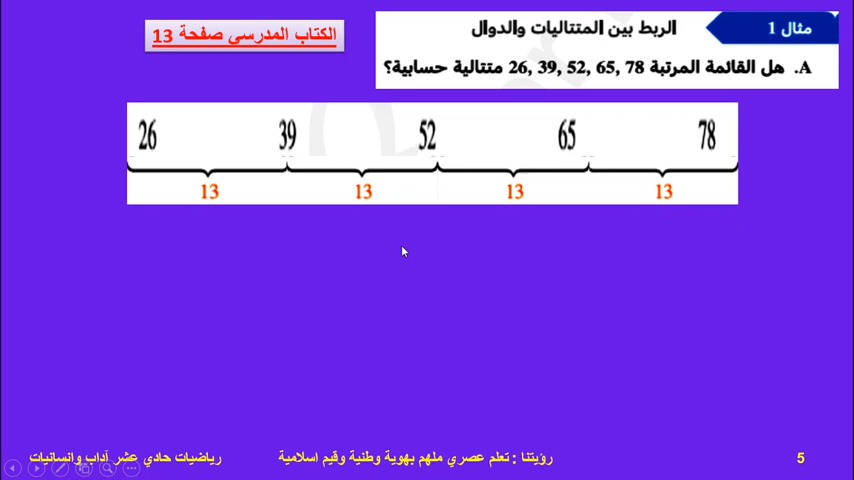 مثال 1
الربط بين المتتاليات والدوال
الكتاب المدرسي صفحة 13
A. هل القائمة المرتبة 78 ,65 ,52 ,39 ,26 متتالية حسابية؟
26 39 52 65 78
13 13 13 13
رياضيات حادي عشر آداب وانسانيات
رؤيتنا : تعلم عصري ملهم بهوية وطنية وقيم اسلامية
5